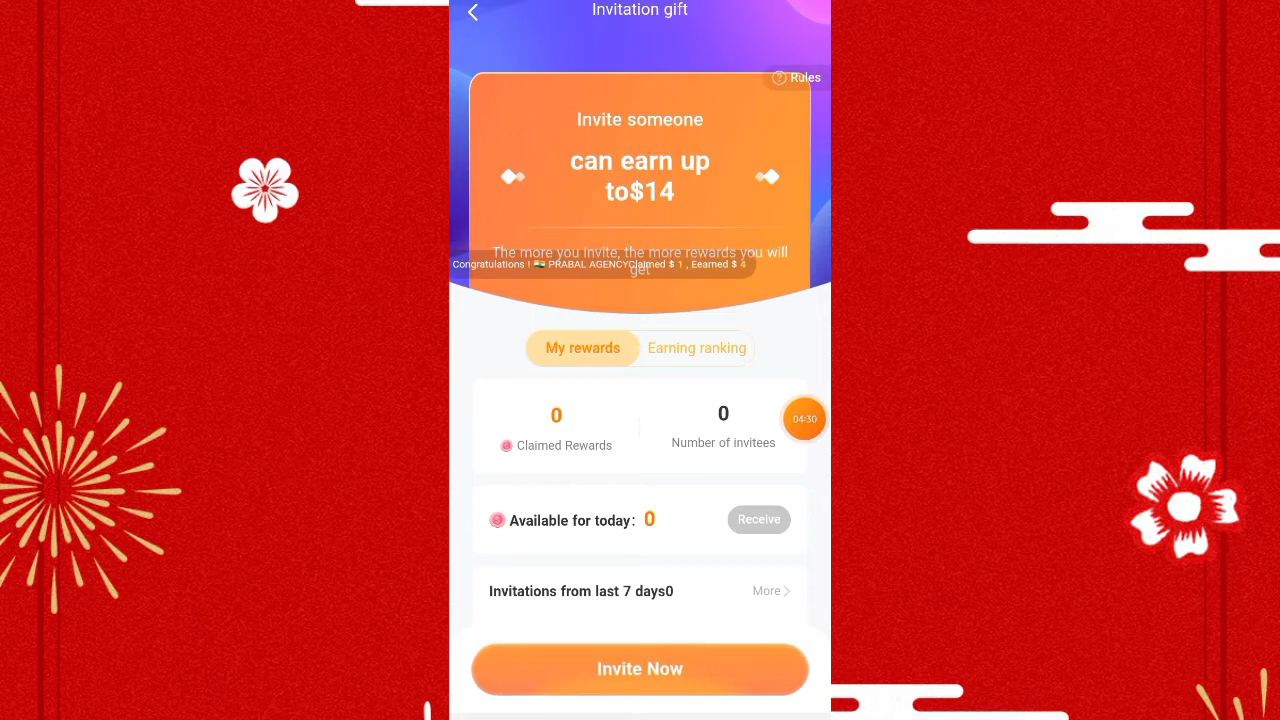 Invitation gift
Rules
Invite someone
can earn up
to$14
The more you invite, the more rewards you will
get
Congratulations ! 🇮🇳 PRABAL AGENCYClaimed $ 1 , Eearned $ 4
My rewards
Earning ranking
0
Claimed Rewards
0
Number of invitees
04:30
Available for today: 0
Receive
Invitations from last 7 days0
More
Invite Now